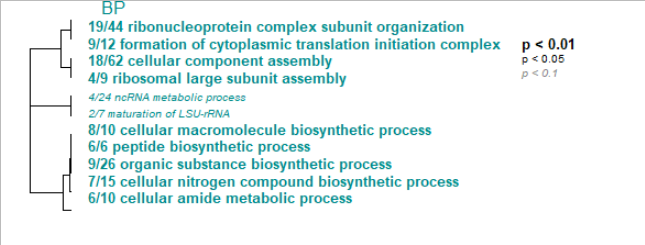 BP
19/44 ribonucleoprotein complex subunit organization
9/12 formation of cytoplasmic translation initiation complex
18/62 cellular component assembly
4/9 ribosomal large subunit assembly
4/24 ncRNA metabolic process
2/7 maturation of LSU-rRNA
8/10 cellular macromolecule biosynthetic process
6/6 peptide biosynthetic process
9/26 organic substance biosynthetic process
7/15 cellular nitrogen compound biosynthetic process
6/10 cellular amide metabolic process
p < 0.01
p < 0.05
p < 0.1